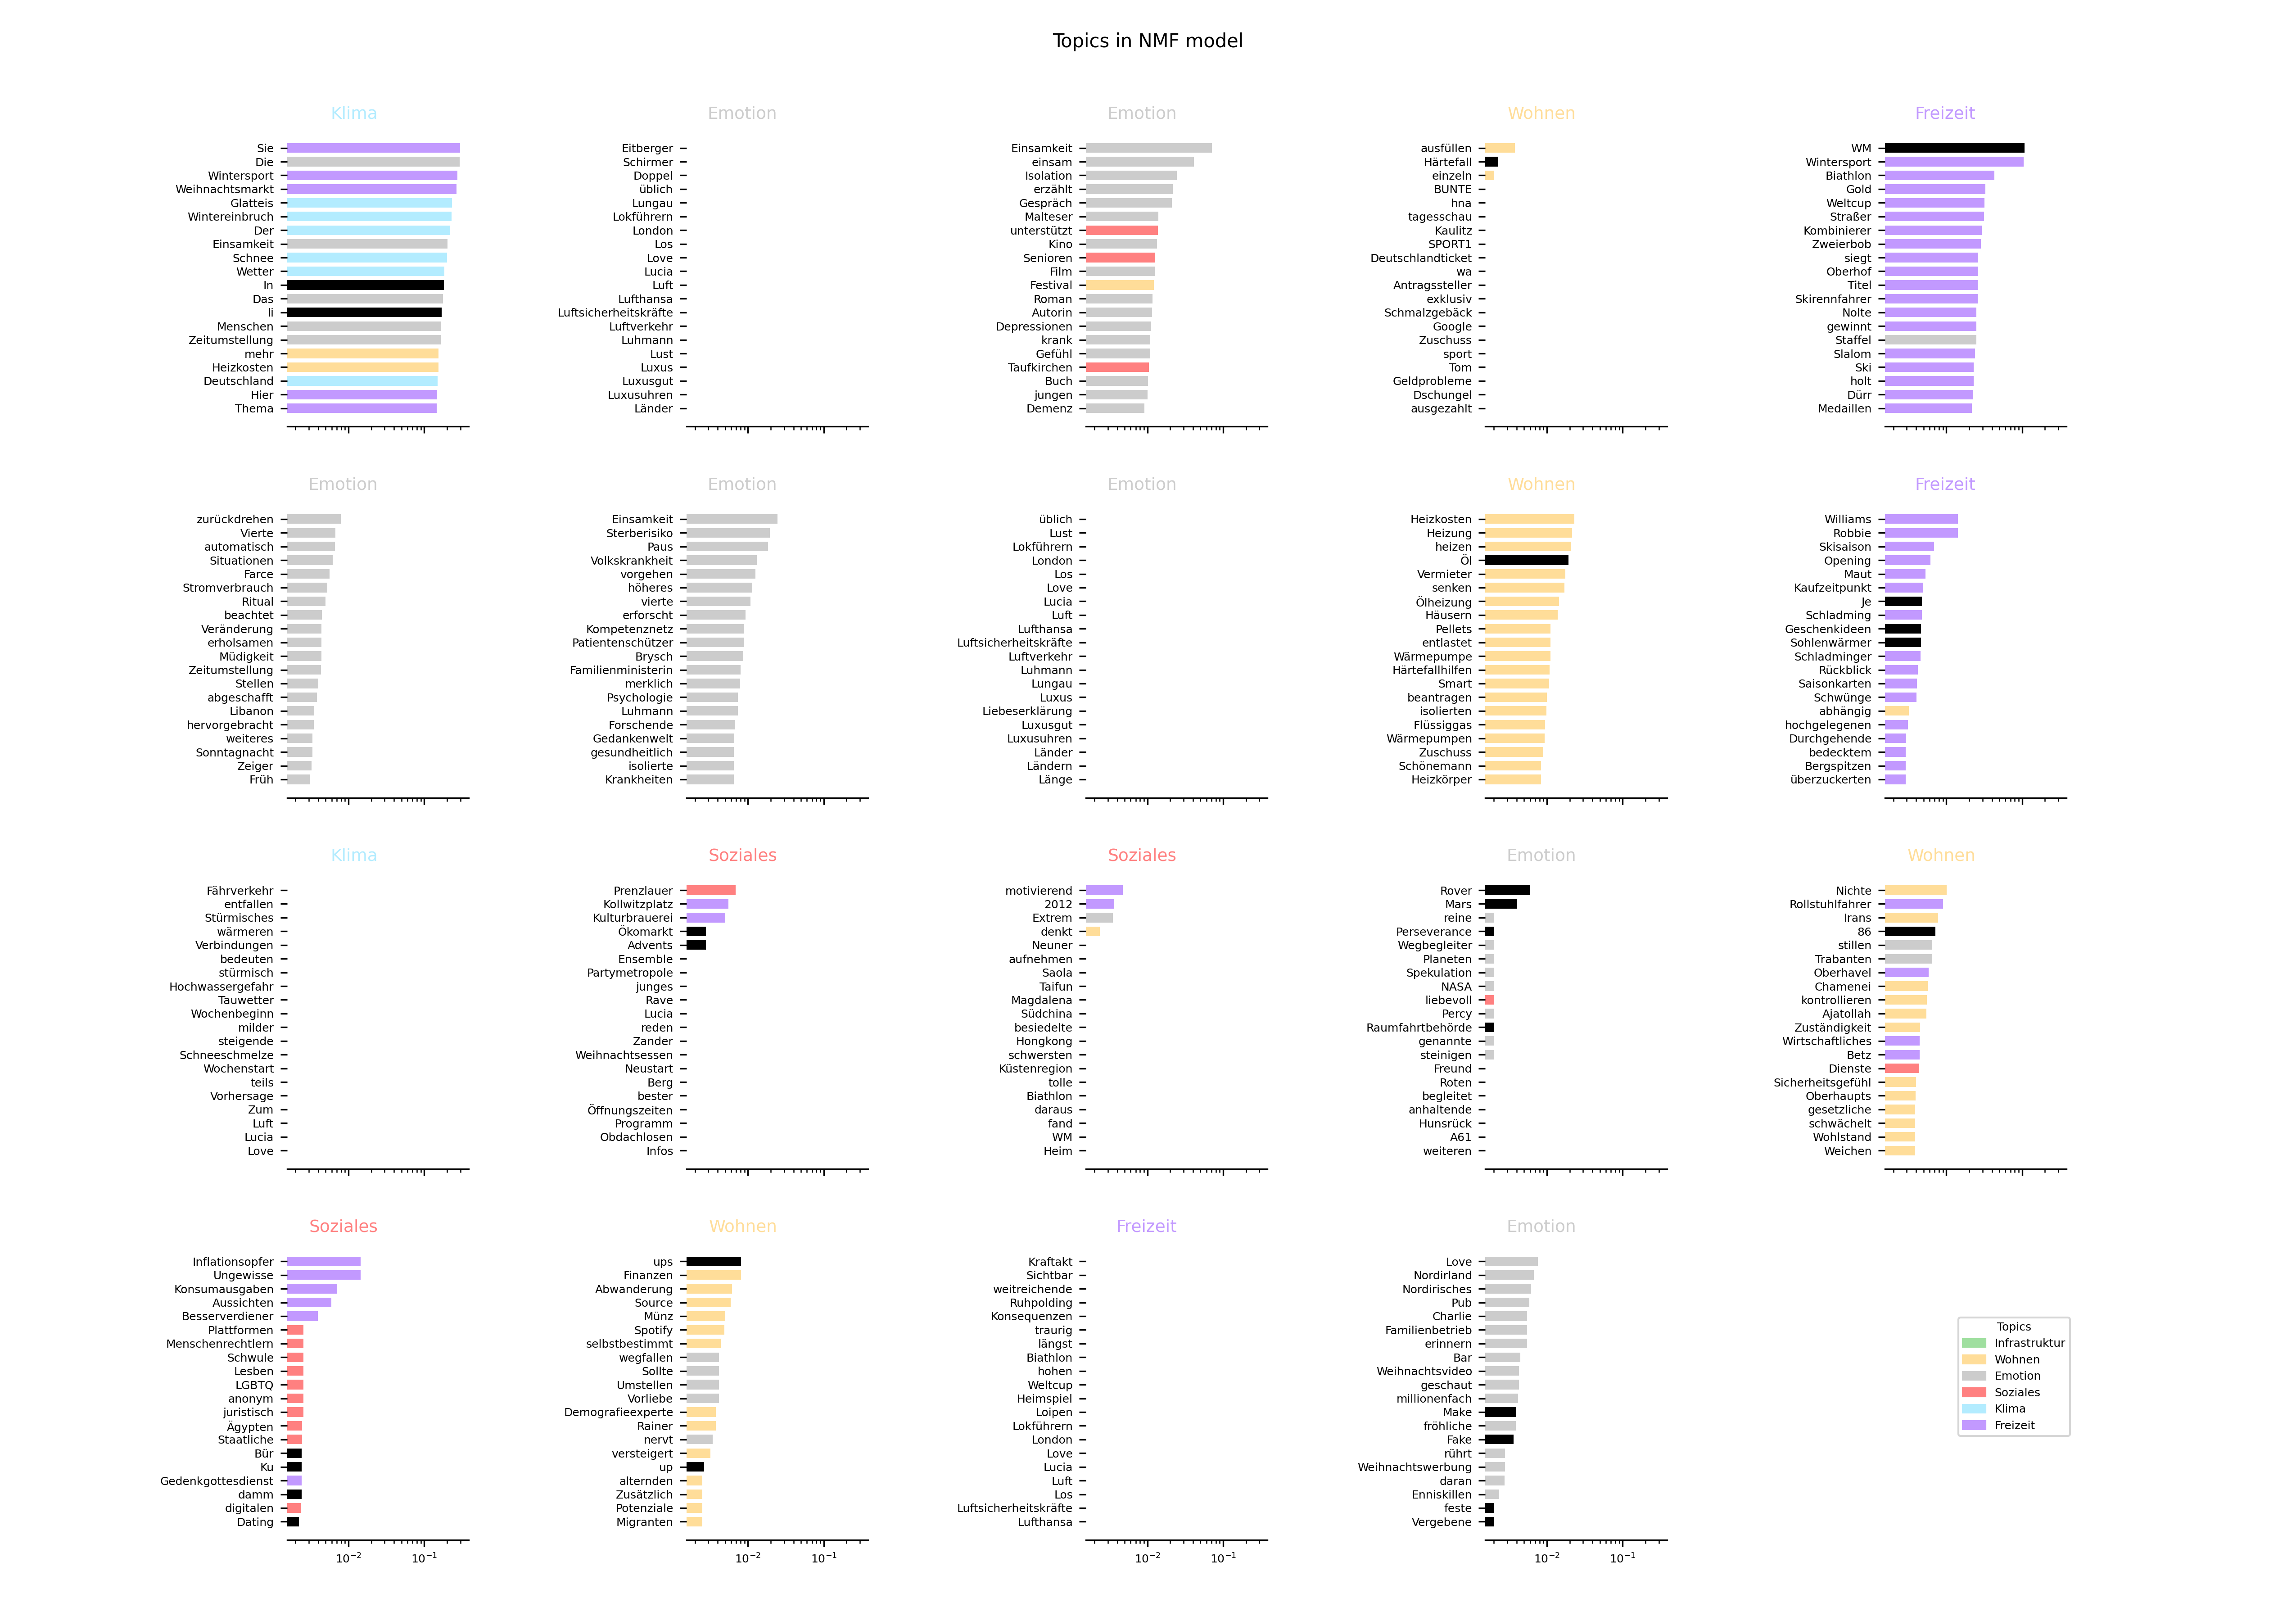 Topics in NMF model
Klima
Sie
Die
Wintersport
Weihnachtsmarkt
Glatteis
Wintereinbruch
Der
Einsamkeit
Schnee
Wetter
In
Das
li
Menschen
Zeitumstellung
mehr
Heizkosten
Deutschland
Hier
Thema
Emotion
Eitberger
Schirmer
Doppel
üblich
Lungau
Lokführern
London
Los
Love
Lucia
Luft
Lufthansa
Luftsicherheitskräfte
Luftverkehr
Luhmann
Lust
Luxus
Luxusgut
Luxusuhren
Länder
Emotion
Einsamkeit
einsam
Isolation
erzählt
Gespräch
Malteser
unterstützt
Kino
Senioren
Film
Festival
Roman
Autorin
Depressionen
krank
Gefühl
Taufkirchen
Buch
jungen
Demenz
Wohnen
ausfüllen
Härtefall
einzeln
BUNTE
hna
tagesschau
Kaulitz
SPORT1
Deutschlandticket
wa
Antragssteller
exklusiv
Schmalzgebäck
Google
Zuschuss
sport
Tom
Geldprobleme
Dschungel
ausgezahlt
Freizeit
WM
Wintersport
Biathlon
Gold
Weltcup
Straßer
Kombinierer
Zweierbob
siegt
Oberhof
Titel
Skirennfahrer
Nolte
gewinnt
Staffel
Slalom
Ski
holt
Dürr
Medaillen
Emotion
zurückdrehen
Vierte
automatisch
Situationen
Farce
Stromverbrauch
Ritual
beachtet
Veränderung
erholsamen
Müdigkeit
Zeitumstellung
Stellen
abgeschafft
Libanon
hervorgebracht
weiteres
Sonntagnacht
Zeiger
Früh
Emotion
Einsamkeit
Sterberisiko
Paus
Volkskrankheit
vorgehen
höheres
vierte
erforscht
Kompetenznetz
Patientenschützer
Brysch
Familienministerin
merklich
Psychologie
Luhmann
Forschende
Gedankenwelt
gesundheitlich
isolierte
Krankheiten
Emotion
üblich
Lust
Lokführern
London
Los
Love
Lucia
Luft
Lufthansa
Luftsicherheitskräfte
Luftverkehr
Luhmann
Lungau
Luxus
Liebeserklärung
Luxusgut
Luxusuhren
Länder
Ländern
Länge
Wohnen
Heizkosten
Heizung
heizen
Öl
Vermieter
senken
Ölheizung
Häusern
Pellets
entlastet
Wärmepumpe
Härtefallhilfen
Smart
beantragen
isolierten
Flüssiggas
Wärmepumpen
Zuschuss
Schönemann
Heizkörper
Freizeit
Williams
Robbie
Skisaison
Opening
Maut
Kaufzeitpunkt
Je
Schladming
Geschenkideen
Sohlenwärmer
Schladminger
Rückblick
Saisonkarten
Schwünge
abhängig
hochgelegenen
Durchgehende
bedecktem
Bergspitzen
überzuckerten
Klima
Fährverkehr
entfallen
Stürmisches
wärmeren
Verbindungen
bedeuten
stürmisch
Hochwassergefahr
Tauwetter
Wochenbeginn
milder
steigende
Schneeschmelze
Wochenstart
teils
Vorhersage
Zum
Luft
Lucia
Love
Soziales
Prenzlauer
Kollwitzplatz
Kulturbrauerei
Ökomarkt
Advents
Ensemble
Partymetropole
junges
Rave
Lucia
reden
Zander
Weihnachtsessen
Neustart
Berg
bester
Öffnungszeiten
Programm
Obdachlosen
Infos
Soziales
motivierend
2012
Extrem
denkt
Neuner
aufnehmen
Saola
Taifun
Magdalena
Südchina
besiedelte
Hongkong
schwersten
Küstenregion
tolle
Biathlon
daraus
fand
WM
Heim
Emotion
Rover
Mars
reine
Perseverance
Wegbegleiter
Planeten
Spekulation
NASA
liebevoll
Percy
Raumfahrtbehörde
genannte
steinigen
Freund
Roten
begleitet
anhaltende
Hunsrück
A61
weiteren
Wohnen
Nichte
Rollstuhlfahrer
Irans
86
stillen
Trabanten
Oberhavel
Chamenei
kontrollieren
Ajatollah
Zuständigkeit
Wirtschaftliches
Betz
Dienste
Sicherheitsgefühl
Oberhaupts
gesetzliche
schwächelt
Wohlstand
Weichen
Soziales
Inflationsopfer
Ungewisse
Konsumausgaben
Aussichten
Besserverdiener
Plattformen
Menschenrechtlern
Schwule
Lesben
LGBTQ
anonym
juristisch
Ägypten
Staatliche
Bür
Ku
Gedenkgottesdienst
damm
digitalen
Dating
10⁻² 10⁻¹
Wohnen
ups
Finanzen
Abwanderung
Source
Münz
Spotify
selbstbestimmt
wegfallen
Sollte
Umstellen
Vorliebe
Demografieexperte
Rainer
nervt
versteigert
up
alternden
Zusätzlich
Potenziale
Migranten
10⁻² 10⁻¹
Freizeit
Kraftakt
Sichtbar
weitreichende
Ruhpolding
Konsequenzen
traurig
längst
Biathlon
hohen
Weltcup
Heimspiel
Loipen
Lokführern
London
Love
Lucia
Luft
Los
Luftsicherheitskräfte
Lufthansa
10⁻² 10⁻¹
Emotion
Love
Nordirland
Nordirisches
Pub
Charlie
Familienbetrieb
erinnern
Bar
Weihnachtsvideo
geschaut
millionenfach
Make
fröhliche
Fake
rührt
Weihnachtswerbung
daran
Enniskillen
feste
Vergebene
10⁻² 10⁻¹
Topics
Infrastruktur
Wohnen
Emotion
Soziales
Klima
Freizeit